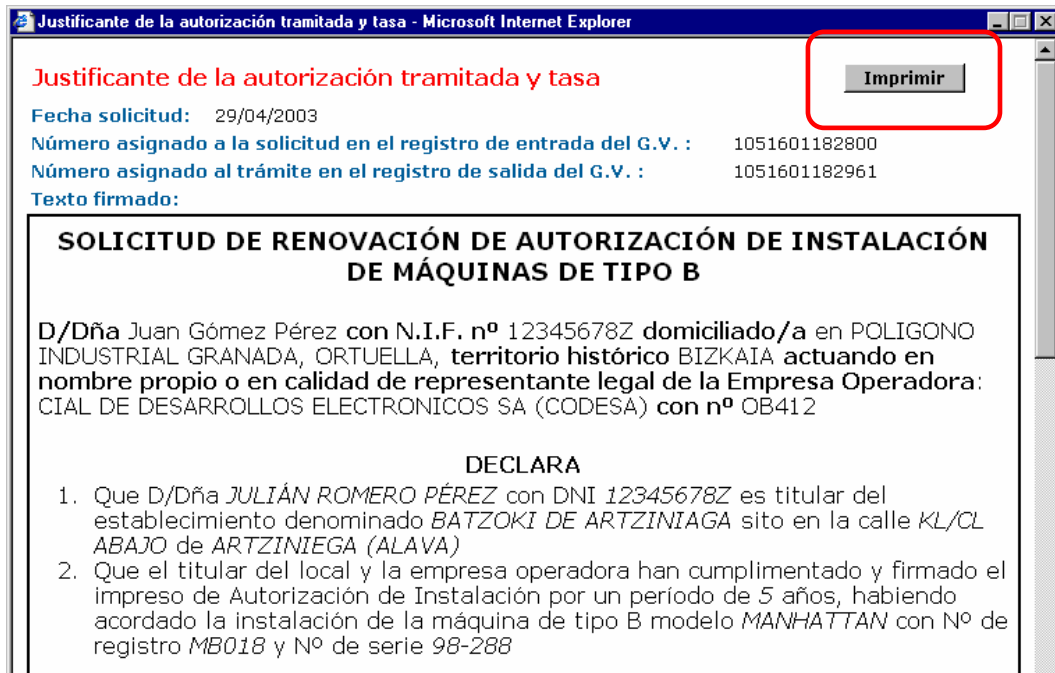 Justificante de la autorización tramitada y tasa - Microsoft Internet Explorer
Justificante de la autorización tramitada y tasa
Imprimir
Fecha solicitud: 29/04/2003
Número asignado a la solicitud en el registro de entrada del G.V. : 1051601182800
Número asignado al trámite en el registro de salida del G.V. : 1051601182961
Texto firmado:
SOLICITUD DE RENOVACIÓN DE AUTORIZACIÓN DE INSTALACIÓN
DE MÁQUINAS DE TIPO B
D/Dña Juan Gómez Pérez con N.I.F. nº 12345678Z domiciliado/a en POLIGONO
INDUSTRIAL GRANADA, ORTUELLA, territorio histórico BIZKAIA actuando en
nombre propio o en calidad de representante legal de la Empresa Operadora:
CIAL DE DESARROLLOS ELECTRONICOS SA (CODESA) con nº OB412
DECLARA
1. Que D/Dña JULIÁN ROMERO PÉREZ con DNI 12345678Z es titular del
establecimiento denominado BATZOKI DE ARTZINIAGA sito en la calle KL/CL
ABAJO de ARTZINIEGA (ALAVA)
2. Que el titular del local y la empresa operadora han cumplimentado y firmado el
impreso de Autorización de Instalación por un período de 5 años, habiendo
acordado la instalación de la máquina de tipo B modelo MANHATTAN con Nº de
registro MB018 y Nº de serie 98-288